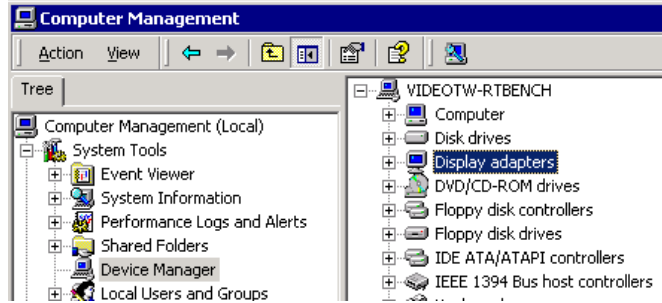 Computer Management
Action View
Tree
Computer Management (Local)
System Tools
Event Viewer
System Information
Performance Logs and Alerts
Shared Folders
Device Manager
Local Users and Groups
VIDEOTW-RTBENCH
Computer
Disk drives
Display adapters
DVD/CD-ROM drives
Floppy disk controllers
Floppy disk drives
IDE ATA/ATAPI controllers
IEEE 1394 Bus host controllers